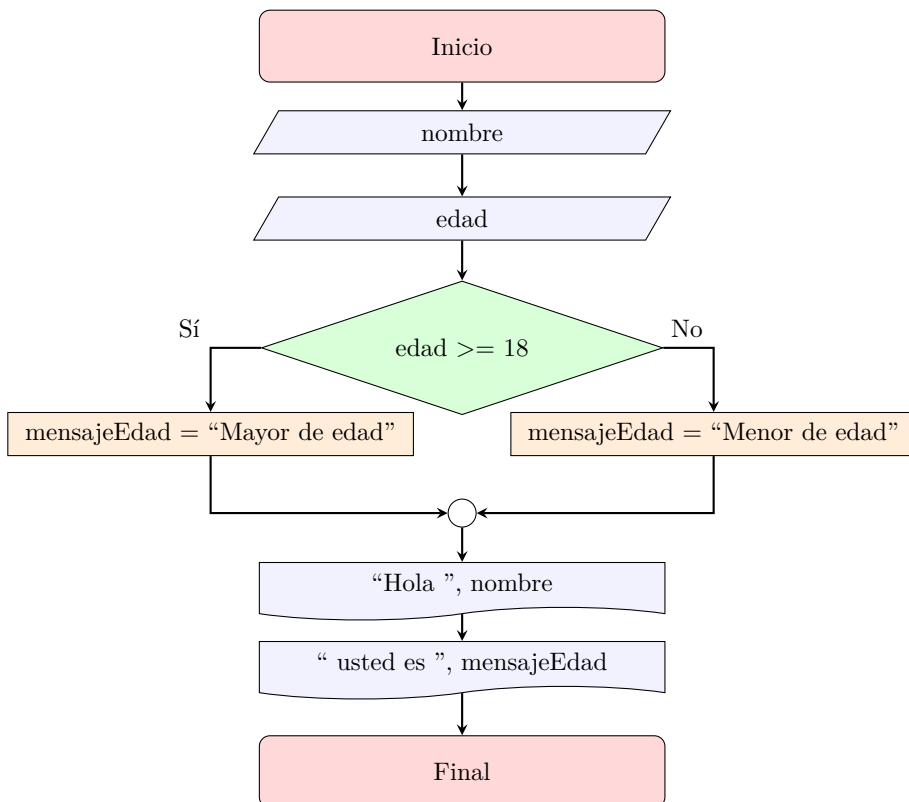 Inicio
nombre
edad
Sí
edad >= 18
No
mensajeEdad = “Mayor de edad”
mensajeEdad = “Menor de edad”
“Hola ”, nombre
“ usted es ”, mensajeEdad
Final